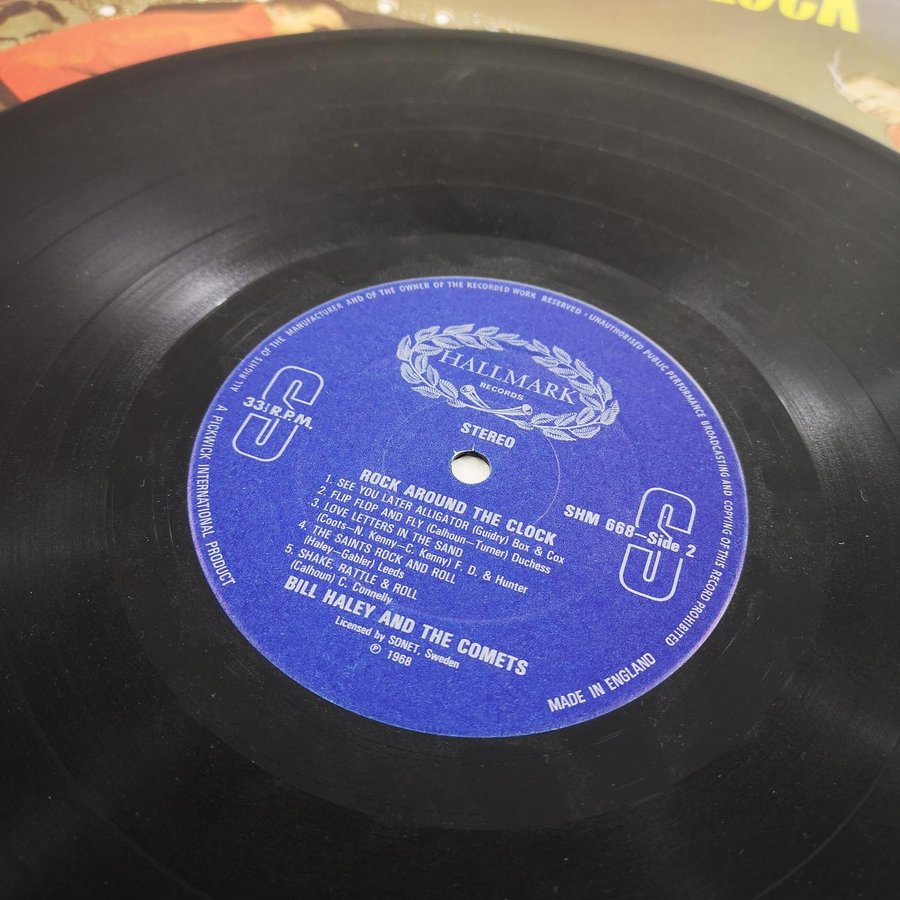 LOCK
ALL RIGHTS OF THE MANUFACTURER AND OF THE OWNER OF THE RECORDED WORK RESERVED • UNAUTHORISED PUBLIC PERFORMANCE BROADCASTING AND COPYING OF THIS RECORD PROHIBITED
HALLMARK
RECORDS
S
33⅓ R.P.M.
STEREO
ROCK AROUND THE CLOCK
1. SEE YOU LATER ALLIGATOR (Guidry) Box & Cox
2. FLIP FLOP AND FLY (Calhoun—Turner) Duchess
3. LOVE LETTERS IN THE SAND
(Coots—N. Kenny—C. Kenny) F. D. & Hunter
4. THE SAINTS ROCK AND ROLL
(Haley—Gabler) Leeds
5. SHAKE, RATTLE & ROLL
(Calhoun) C. Connelly
S
SHM 668—Side 2
BILL HALEY AND THE COMETS
Licensed by SONET, Sweden
℗ 1968
A PICKWICK INTERNATIONAL PRODUCT
MADE IN ENGLAND